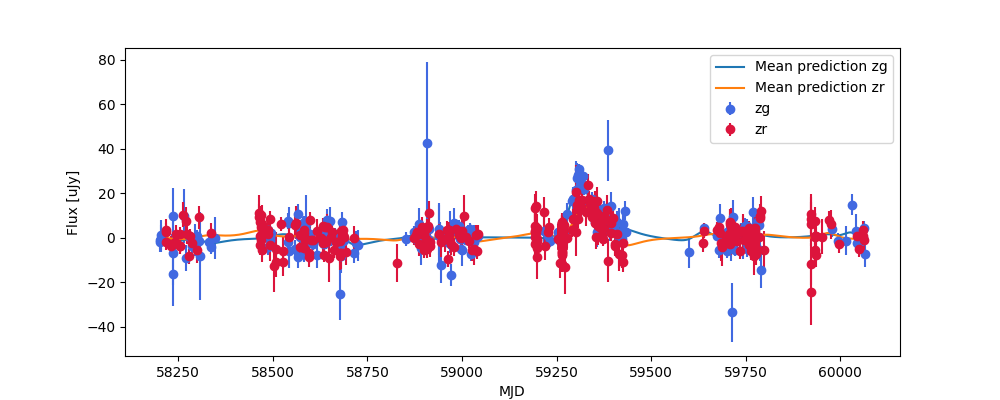 80
60
40
20
0
−20
−40
Flux [uJy]
58250
58500
58750
59000
59250
59500
59750
60000
MJD
Mean prediction zg
Mean prediction zr
zg
zr